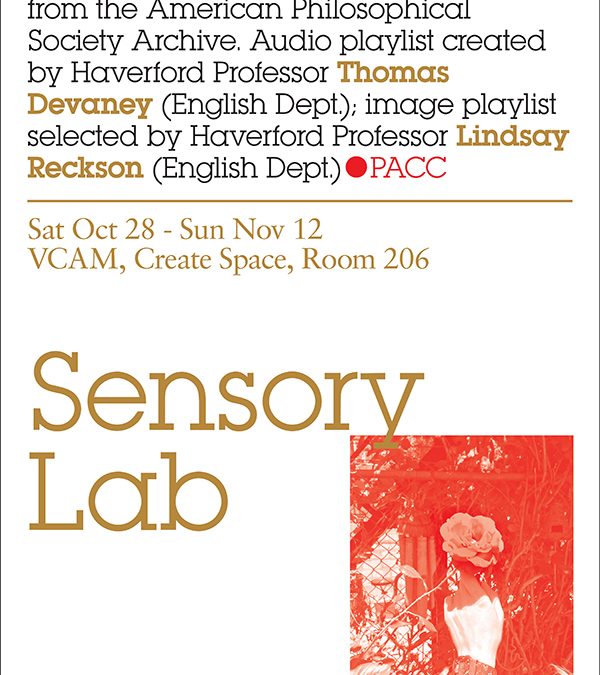 from the American Philosophical
Society Archive. Audio playlist created
by Haverford Professor Thomas
Devaney (English Dept.); image playlist
selected by Haverford Professor Lindsay
Reckson (English Dept.) ●PACC
Sat Oct 28 - Sun Nov 12
VCAM, Create Space, Room 206
Sensory
Lab